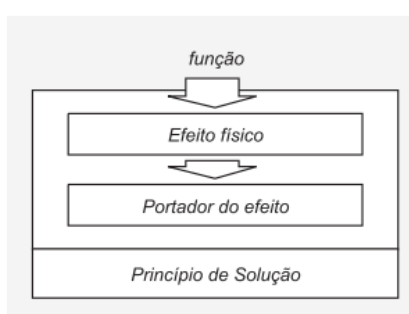 função
Efeito físico
Portador do efeito
Princípio de Solução